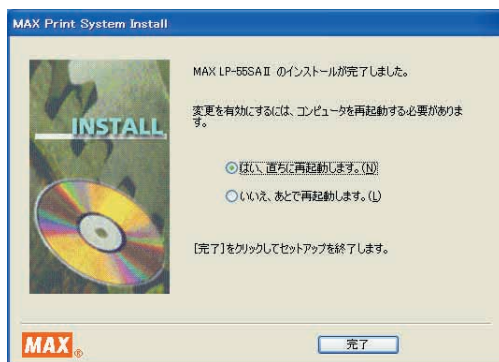 MAX Print System Install
INSTALL
MAX LP-55SAⅡ のインストールが完了しました。
変更を有効にするには、コンピュータを再起動する必要があります。
はい、直ちに再起動します。(N)
いいえ、あとで再起動します。(L)
[完了]をクリックしてセットアップを終了します。
MAX®
完了